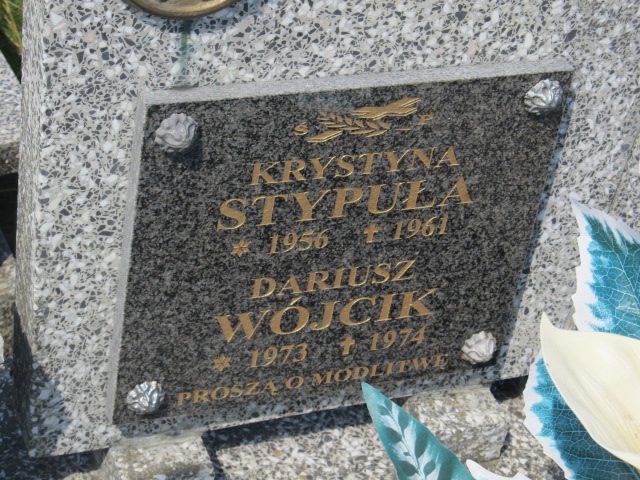 Ś P
KRYSTYNA
STYPUŁA
* 1956 † 1961
DARIUSZ
WÓJCIK
* 1973 † 1974
PROSZĄ O MODLITWĘ